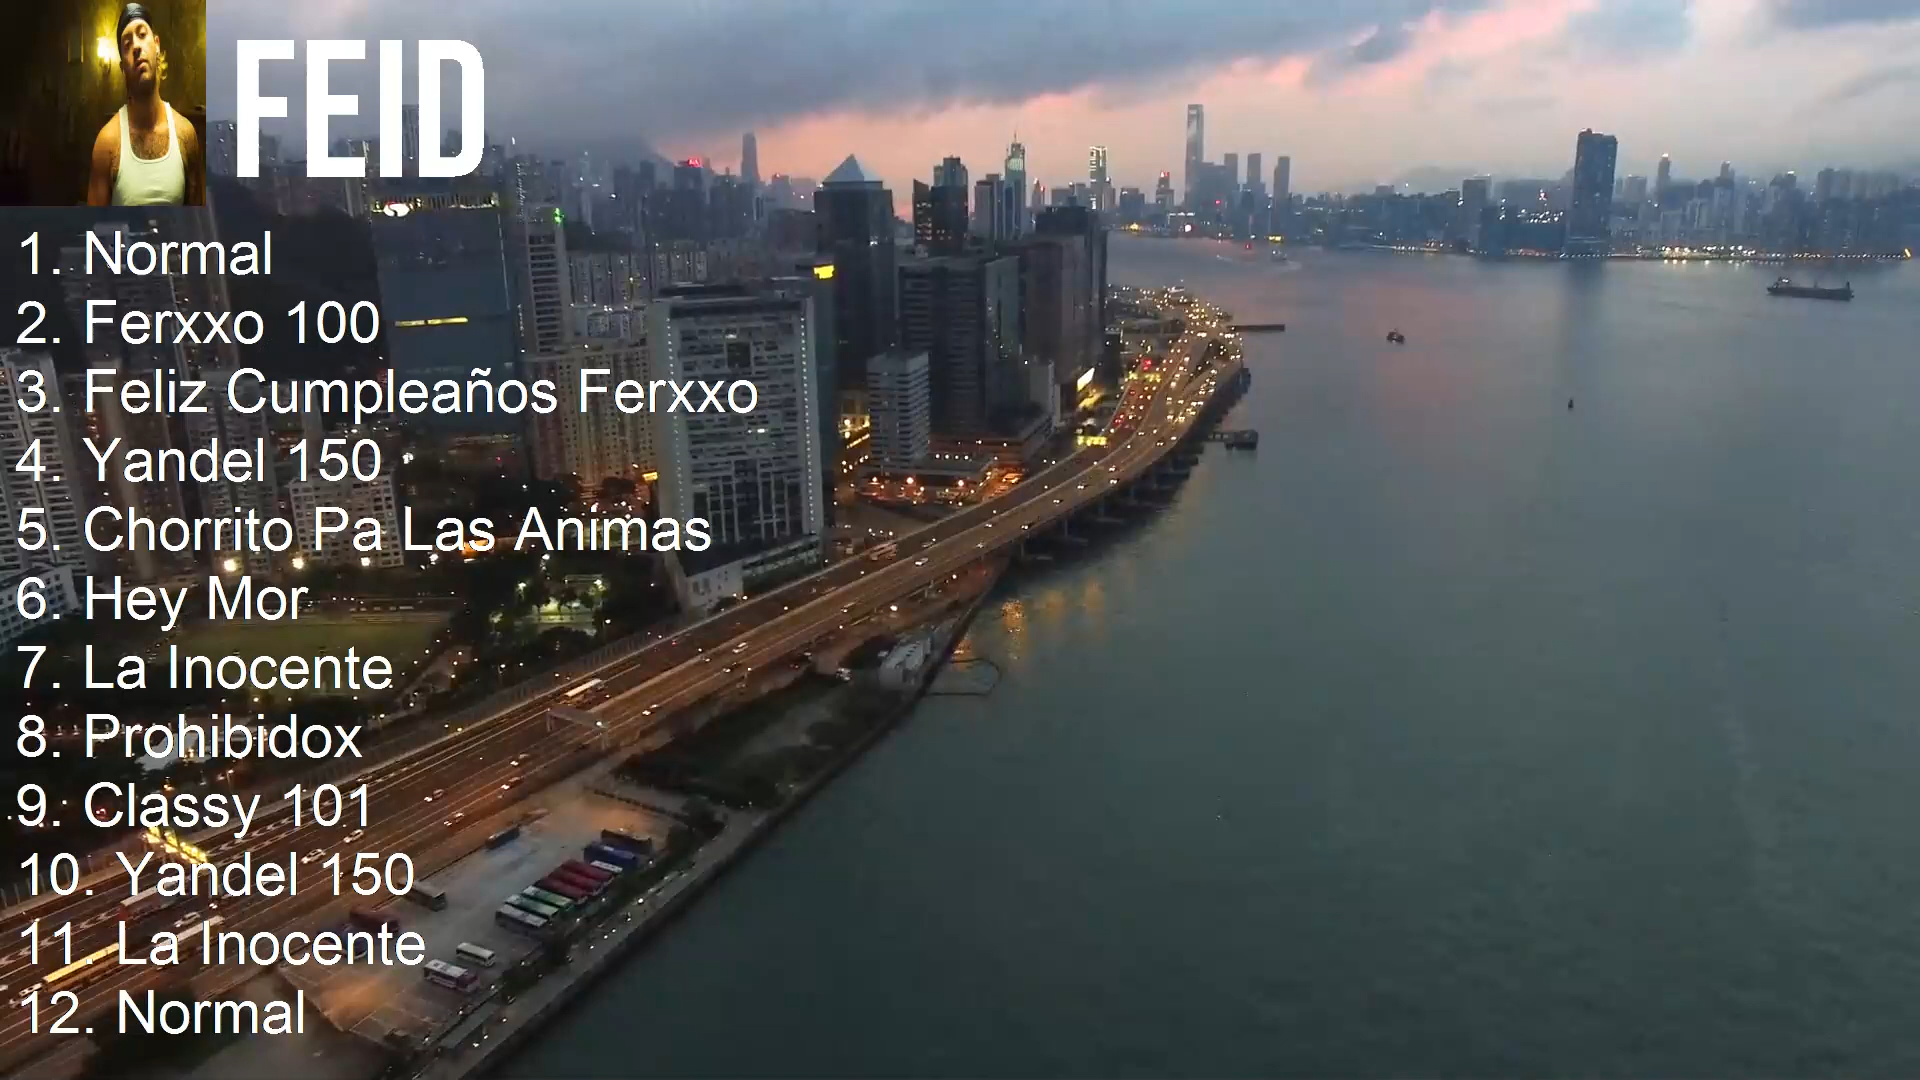 FEID
1. Normal
2. Ferxxo 100
3. Feliz Cumpleaños Ferxxo
4. Yandel 150
5. Chorrito Pa Las Animas
6. Hey Mor
7. La Inocente
8. Prohibidox
9. Classy 101
10. Yandel 150
11. La Inocente
12. Normal